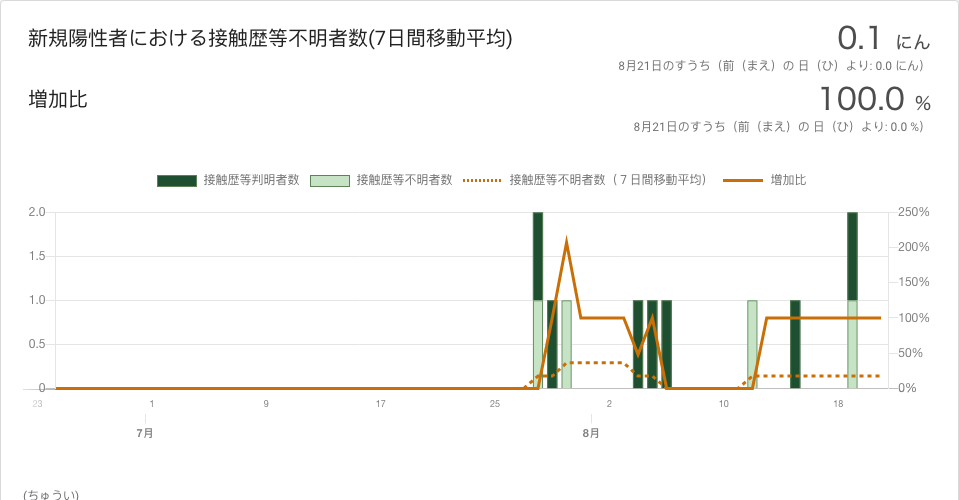 新規陽性者における接触歴等不明者数(7日間移動平均)
0.1 にん
8月21日のすうち（前（まえ）の 日（ひ）より: 0.0 にん）
増加比
100.0 %
8月21日のすうち（前（まえ）の 日（ひ）より: 0.0 %）
接触歴等判明者数 接触歴等不明者数 接触歴等不明者数（７日間移動平均） 増加比
2.0 250%
200%
1.5
150%
1.0 100%
0.5
50%
0 0%
23 1 9 17 25 2 10 18
7月 8月
(ちゅうい)